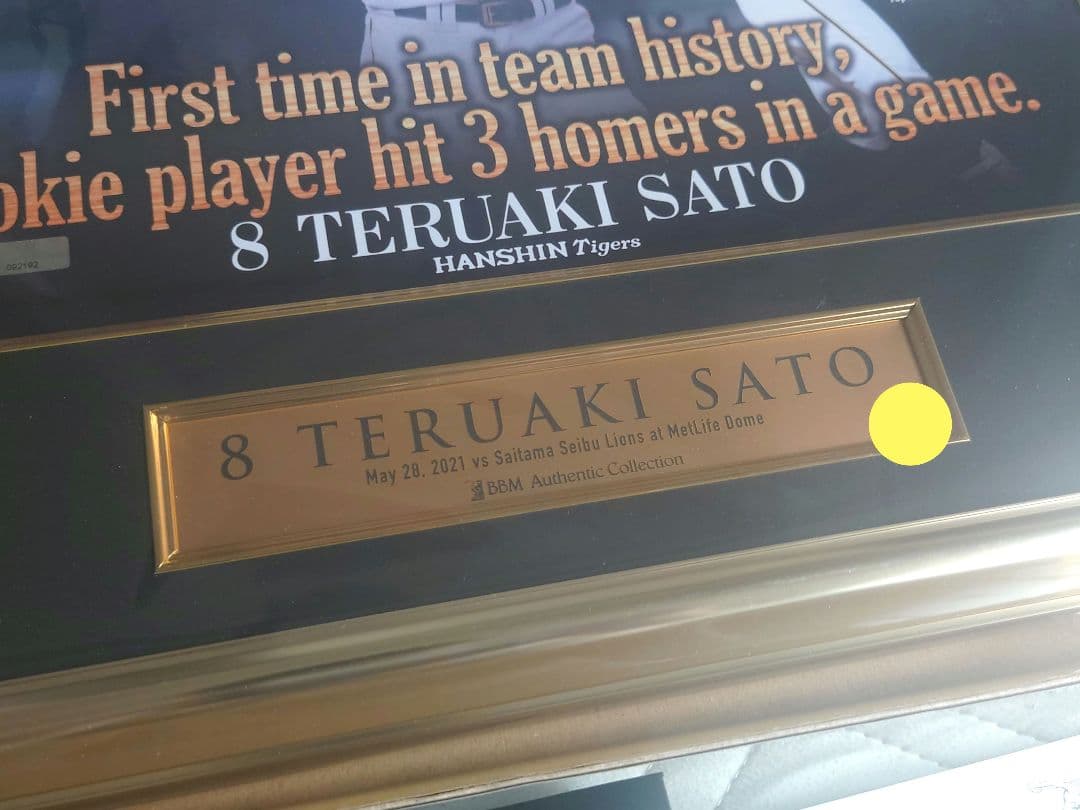 First time in team history,
okie player hit 3 homers in a game.
8 TERUAKI SATO
HANSHIN Tigers
092192
8 TERUAKI SATO
May 28. 2021 vs Saitama Seibu Lions at MetLife Dome
BBM Authentic Collection